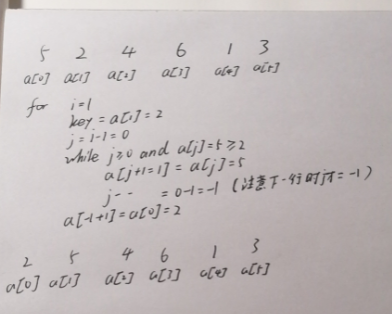 5 2 4 6 1 3
a[0] a[1] a[2] a[3] a[4] a[5]
for i=1
key=a[1]=2
j=i-1=0
while j≥0 and a[j]=5≥2
a[j+1=1]=a[j]=5
j-- =0-1=-1 (注意下一行时j=-1)
a[-1+1]=a[0]=2
2 5 4 6 1 3
a[0] a[1] a[2] a[3] a[4] a[5]